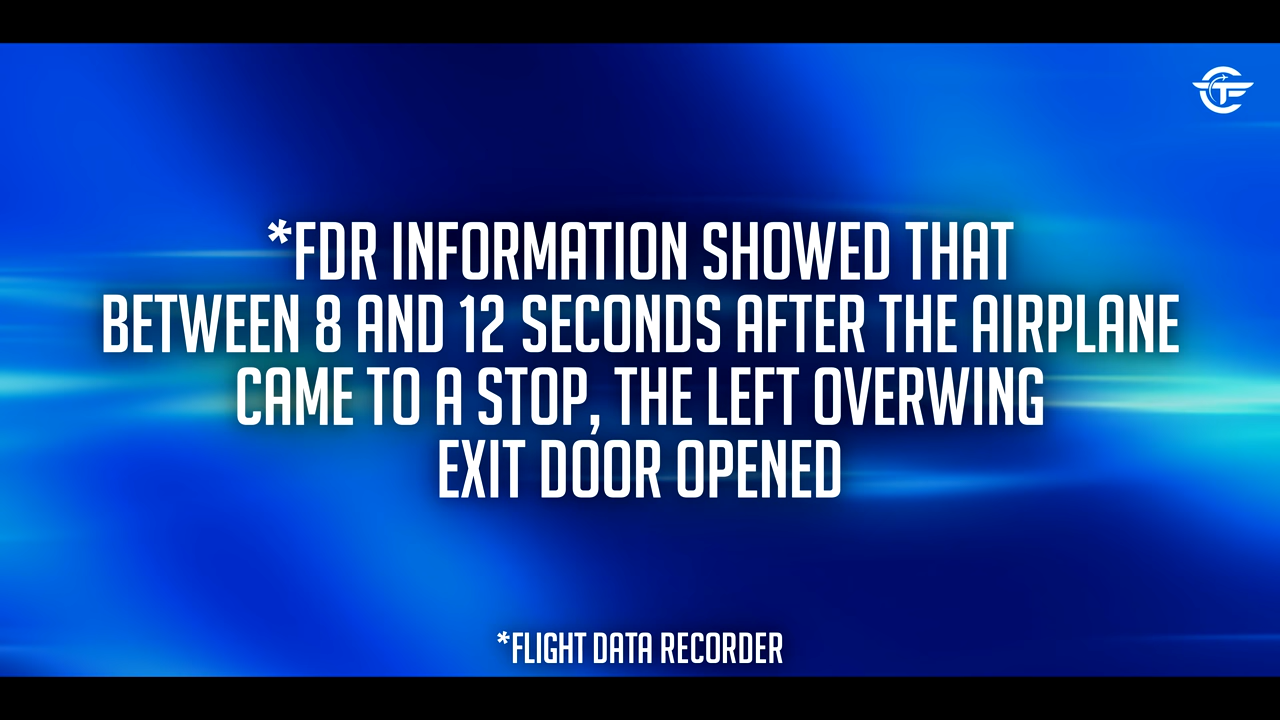 *FDR INFORMATION SHOWED THAT
BETWEEN 8 AND 12 SECONDS AFTER THE AIRPLANE
CAME TO A STOP, THE LEFT OVERWING
EXIT DOOR OPENED
*FLIGHT DATA RECORDER